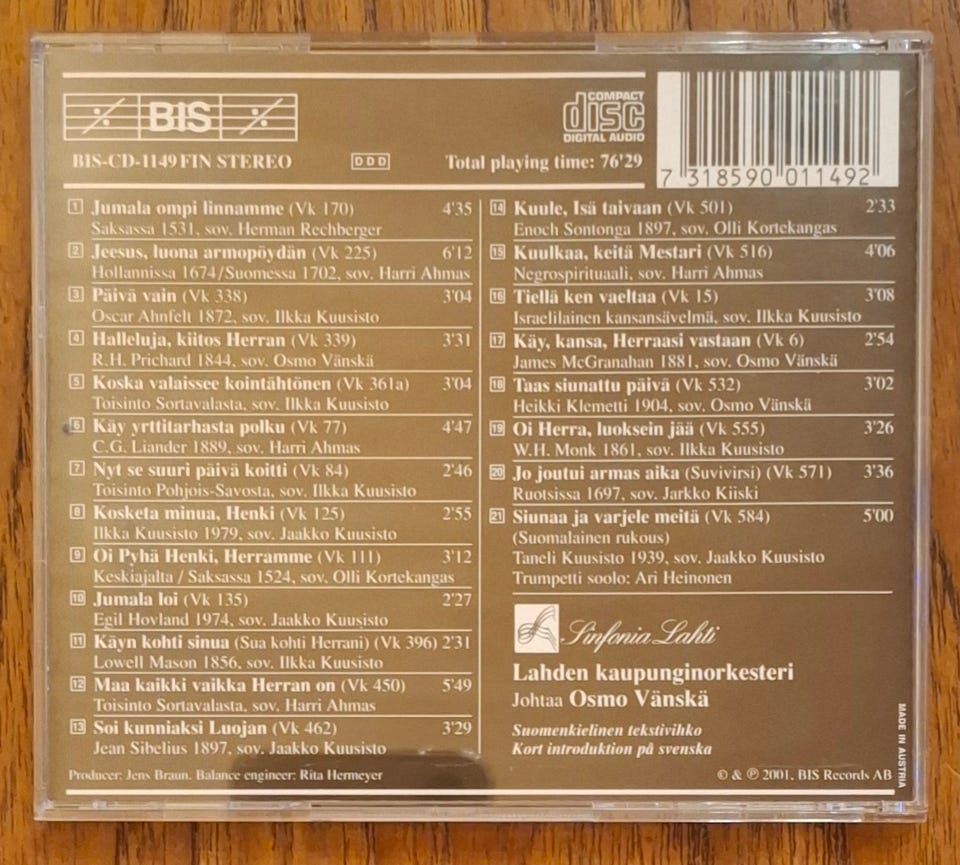 BIS
COMPACT
disc
DIGITAL AUDIO
BIS-CD-1149 FIN STEREO
DDD
Total playing time: 76'29
7 318590 011492
1 Jumala ompi linnamme (Vk 170) 4'35
Saksassa 1531, sov. Herman Rechberger
2 Jeesus, luona armopöydän (Vk 225) 6'12
Hollannissa 1674/Suomessa 1702, sov. Harri Ahmas
3 Päivä vain (Vk 338) 3'04
Oscar Ahnfelt 1872, sov. Ilkka Kuusisto
4 Halleluja, kiitos Herran (Vk 339) 3'31
R.H. Prichard 1844, sov. Osmo Vänskä
5 Koska valaissee kointähtönen (Vk 361a) 3'04
Toisinto Sortavalasta, sov. Ilkka Kuusisto
6 Käy yrttitarhasta polku (Vk 77) 4'47
C.G. Liander 1889, sov. Harri Ahmas
7 Nyt se suuri päivä koitti (Vk 84) 2'46
Toisinto Pohjois-Savosta, sov. Ilkka Kuusisto
8 Kosketa minua, Henki (Vk 125) 2'55
Ilkka Kuusisto 1979, sov. Jaakko Kuusisto
9 Oi Pyhä Henki, Herramme (Vk 111) 3'12
Keskiajalta / Saksassa 1524, sov. Olli Kortekangas
10 Jumala loi (Vk 135) 2'27
Egil Hovland 1974, sov. Jaakko Kuusisto
11 Käyn kohti sinua (Sua kohti Herrani) (Vk 396) 2'31
Lowell Mason 1856, sov. Ilkka Kuusisto
12 Maa kaikki vaikka Herran on (Vk 450) 5'49
Toisinto Sortavalasta, sov. Harri Ahmas
13 Soi kunniaksi Luojan (Vk 462) 3'29
Jean Sibelius 1897, sov. Jaakko Kuusisto
14 Kuule, Isä taivaan (Vk 501) 2'33
Enoch Sontonga 1897, sov. Olli Kortekangas
15 Kuulkaa, keitä Mestari (Vk 516) 4'06
Negrospirituaali, sov. Harri Ahmas
16 Tiellä ken vaeltaa (Vk 15) 3'08
Israelilainen kansansävelmä, sov. Ilkka Kuusisto
17 Käy, kansa, Herraasi vastaan (Vk 6) 2'54
James McGranahan 1881, sov. Osmo Vänskä
18 Taas siunattu päivä (Vk 532) 3'02
Heikki Klemetti 1904, sov. Osmo Vänskä
19 Oi Herra, luoksein jää (Vk 555) 3'26
W.H. Monk 1861, sov. Ilkka Kuusisto
20 Jo joutui armas aika (Suvivirsi) (Vk 571) 3'36
Ruotsissa 1697, sov. Jarkko Kiiski
21 Siunaa ja varjele meitä (Vk 584) 5'00
(Suomalainen rukous)
Taneli Kuusisto 1939, sov. Jaakko Kuusisto
Trumpetti soolo: Ari Heinonen
Sinfonia Lahti
Lahden kaupunginorkesteri
Johtaa Osmo Vänskä
Suomenkielinen tekstivihko
Kort introduktion på svenska
Producer: Jens Braun. Balance engineer: Rita Hermeyer
© & ℗ 2001, BIS Records AB
MADE IN AUSTRIA